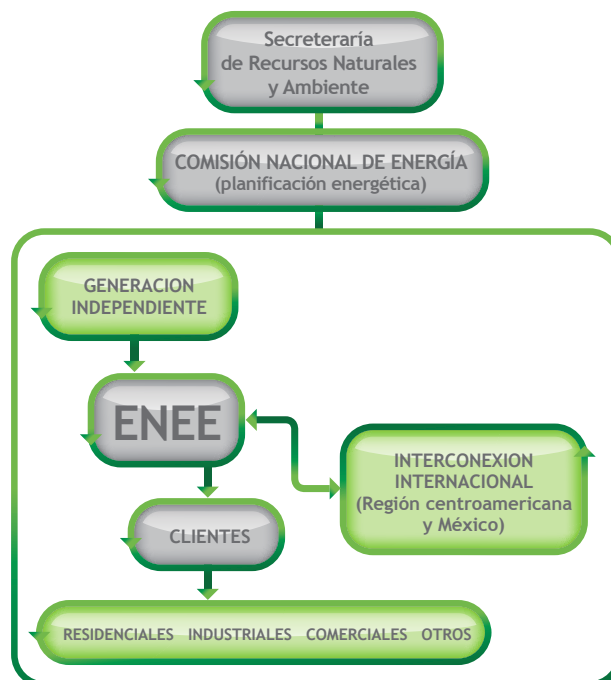 Secreteraría
de Recursos Naturales
y Ambiente
COMISIÓN NACIONAL DE ENERGÍA
(planificación energética)
GENERACION
INDEPENDIENTE
ENEE
INTERCONEXION
INTERNACIONAL
(Región centroamericana
y México)
CLIENTES
RESIDENCIALES INDUSTRIALES COMERCIALES OTROS